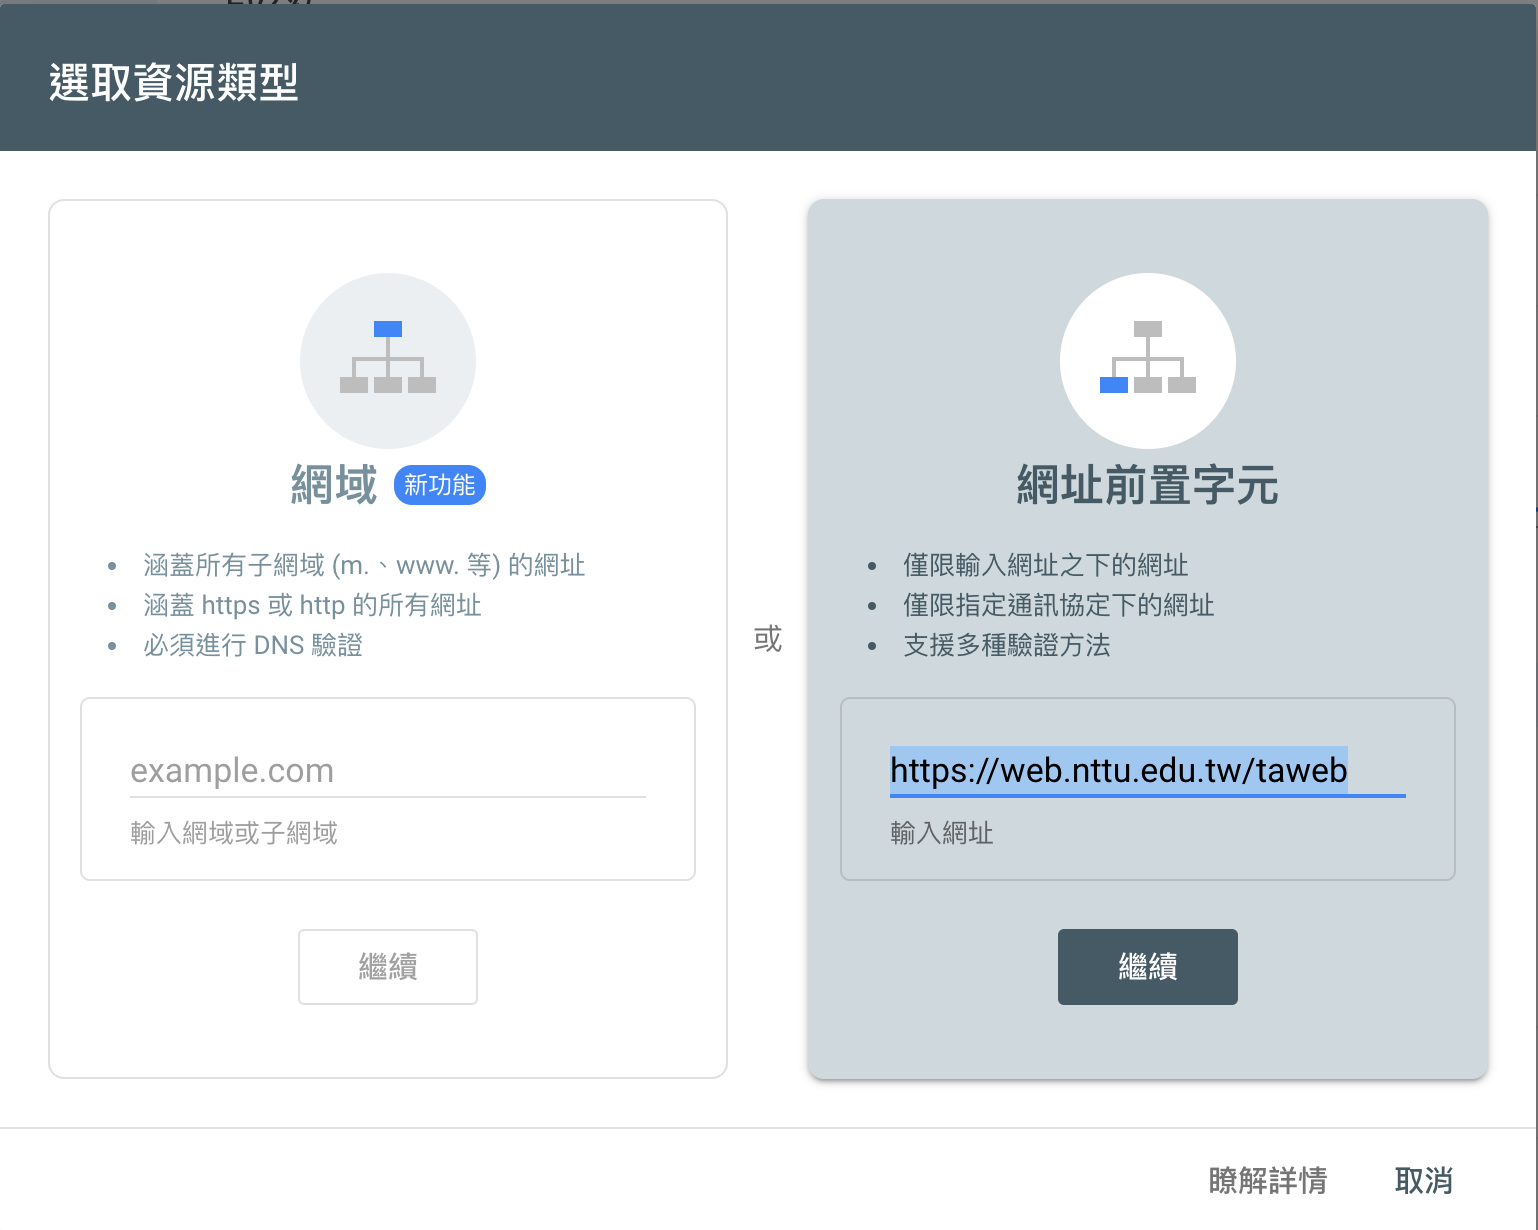 選取資源類型
網域 新功能
涵蓋所有子網域 (m.、www. 等) 的網址
涵蓋 https 或 http 的所有網址
必須進行 DNS 驗證
example.com
輸入網域或子網域
繼續
或
網址前置字元
僅限輸入網址之下的網址
僅限指定通訊協定下的網址
支援多種驗證方法
https://web.nttu.edu.tw/taweb
輸入網址
繼續
瞭解詳情
取消